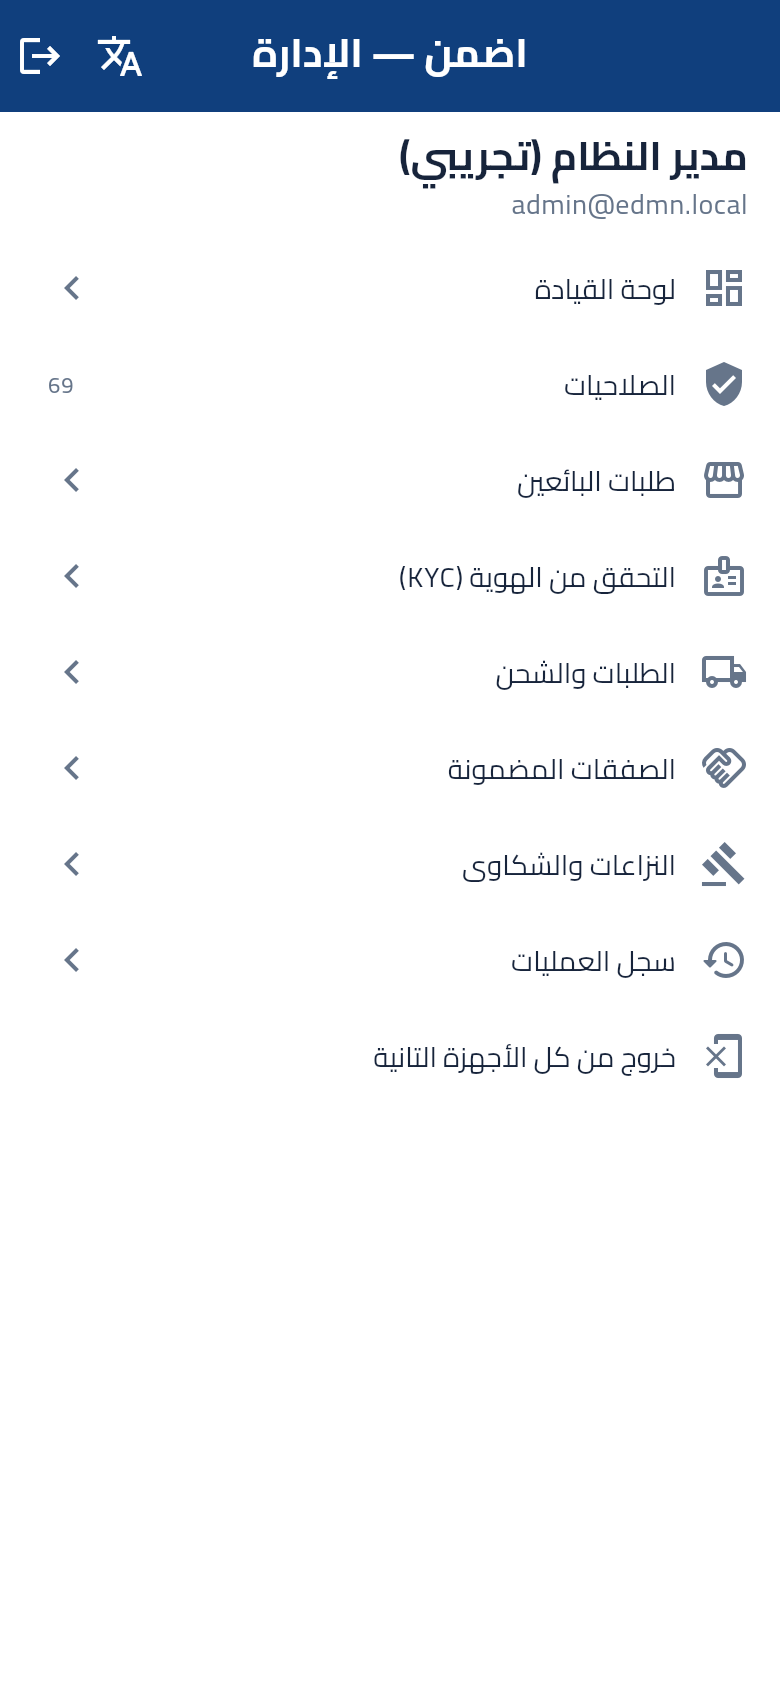 اضمن — الإدارة
مدير النظام (تجريبي)
admin@edmn.local
لوحة القيادة
الصلاحيات
69
طلبات البائعين
التحقق من الهوية (KYC)
الطلبات والشحن
الصفقات المضمونة
النزاعات والشكاوى
سجل العمليات
خروج من كل الأجهزة التانية